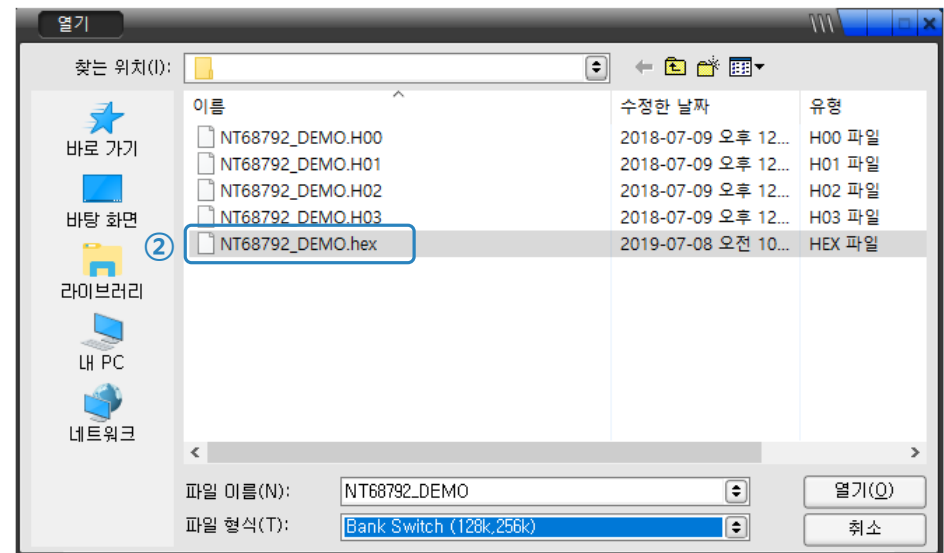 열기
찾는 위치(I):
이름 수정한 날짜 유형
NT68792_DEMO.H00 2018-07-09 오후 12... H00 파일
NT68792_DEMO.H01 2018-07-09 오후 12... H01 파일
NT68792_DEMO.H02 2018-07-09 오후 12... H02 파일
NT68792_DEMO.H03 2018-07-09 오후 12... H03 파일
② NT68792_DEMO.hex 2019-07-08 오전 10... HEX 파일
바로 가기
바탕 화면
라이브러리
내 PC
네트워크
파일 이름(N): NT68792_DEMO 열기(O)
파일 형식(T): Bank Switch (128k,256k) 취소